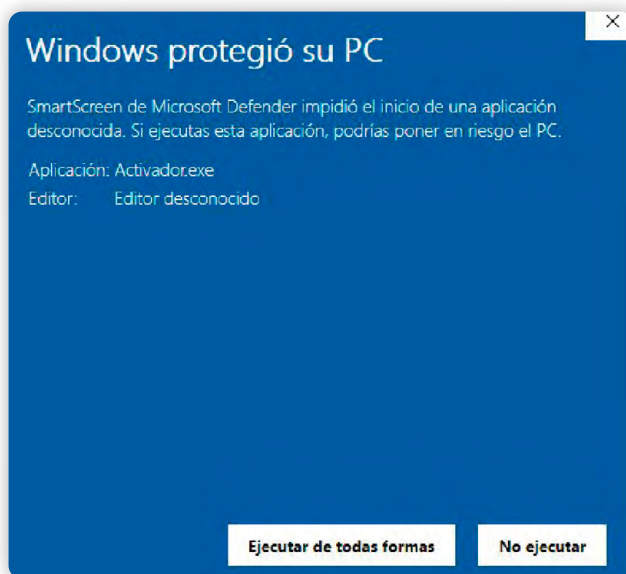 Windows protegió su PC
SmartScreen de Microsoft Defender impidió el inicio de una aplicación
desconocida. Si ejecutas esta aplicación, podrías poner en riesgo el PC.
Aplicación: Activador.exe
Editor: Editor desconocido
Ejecutar de todas formas
No ejecutar